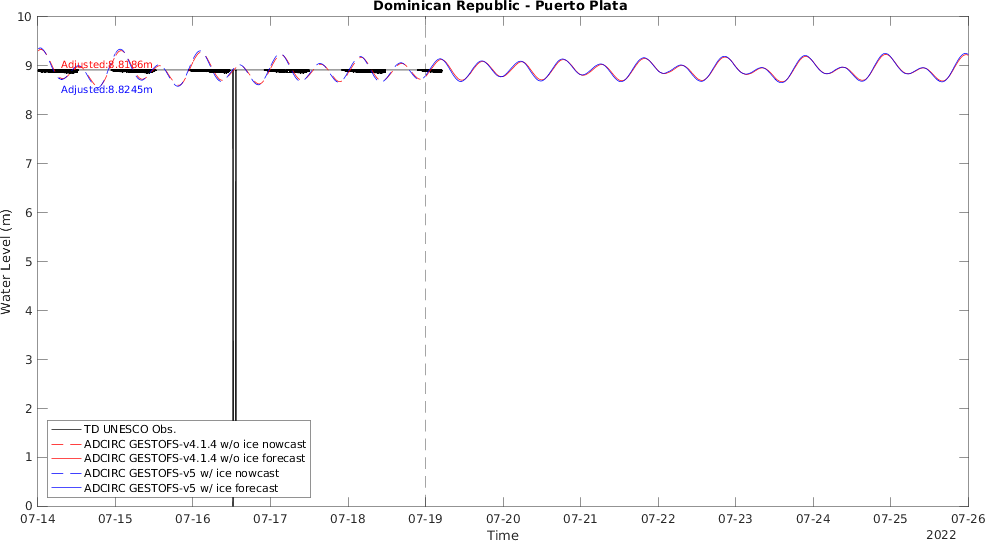 Dominican Republic - Puerto Plata
10
9
8
7
6
5
4
3
2
1
0
Water Level (m)
Adjusted:8.8186m
Adjusted:8.8245m
TD UNESCO Obs.
ADCIRC GESTOFS-v4.1.4 w/o ice nowcast
ADCIRC GESTOFS-v4.1.4 w/o ice forecast
ADCIRC GESTOFS-v5 w/ ice nowcast
ADCIRC GESTOFS-v5 w/ ice forecast
07-14 07-15 07-16 07-17 07-18 07-19 07-20 07-21 07-22 07-23 07-24 07-25 07-26
Time
2022